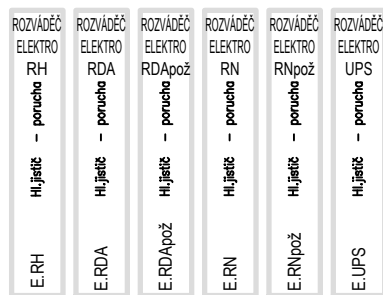 ROZVÁDĚČ
ELEKTRO
RH
Hl.jistič – porucha
E.RH
ROZVÁDĚČ
ELEKTRO
RDA
Hl.jistič – porucha
E.RDA
ROZVÁDĚČ
ELEKTRO
RDApož
Hl.jistič – porucha
E.RDApož
ROZVÁDĚČ
ELEKTRO
RN
Hl.jistič – porucha
E.RN
ROZVÁDĚČ
ELEKTRO
RNpož
Hl.jistič – porucha
E.RNpož
ROZVÁDĚČ
ELEKTRO
UPS
Hl.jistič – porucha
E.UPS